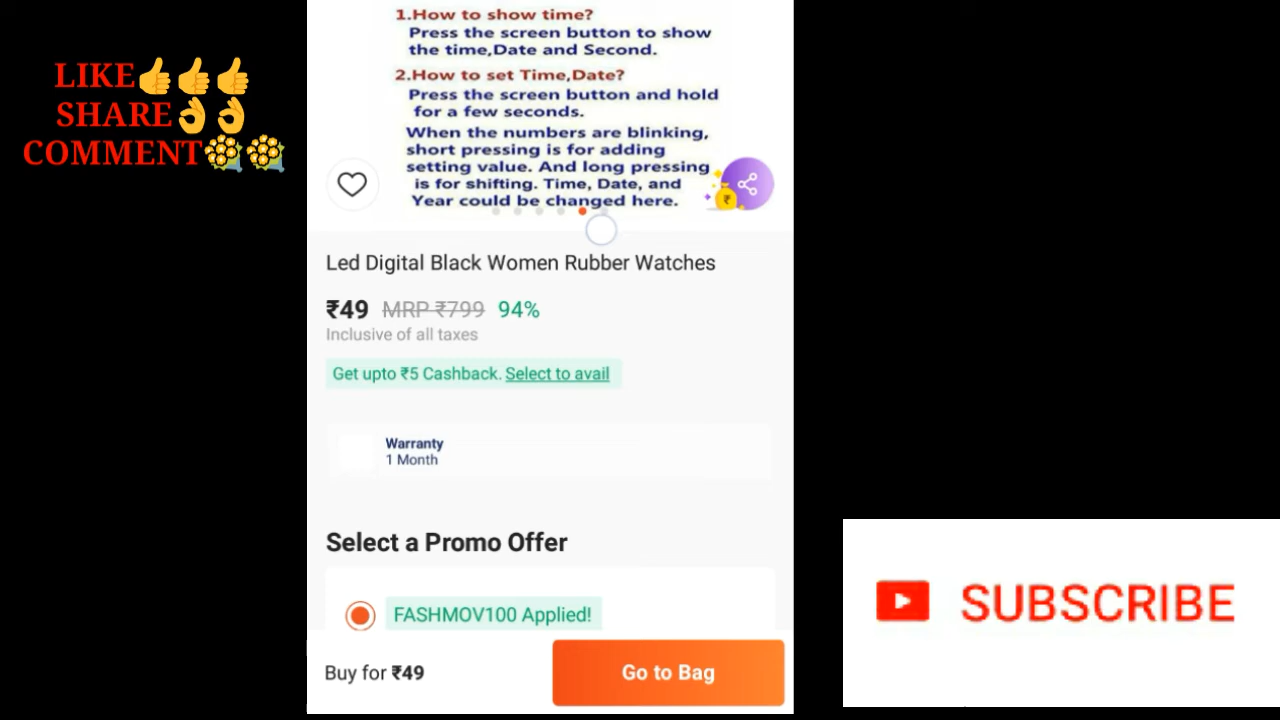 LIKE👍👍👍
SHARE👌👌
COMMENT💐💐
1.How to show time?
Press the screen button to show
the time,Date and Second.
2.How to set Time,Date?
Press the screen button and hold
for a few seconds.
When the numbers are blinking,
short pressing is for adding
setting value. And long pressing
is for shifting. Time, Date, and
Year could be changed here.
₹
Led Digital Black Women Rubber Watches
₹49 MRP ₹799 94%
Inclusive of all taxes
Get upto ₹5 Cashback. Select to avail
Warranty
1 Month
Select a Promo Offer
FASHMOV100 Applied!
Buy for ₹49
Go to Bag
SUBSCRIBE